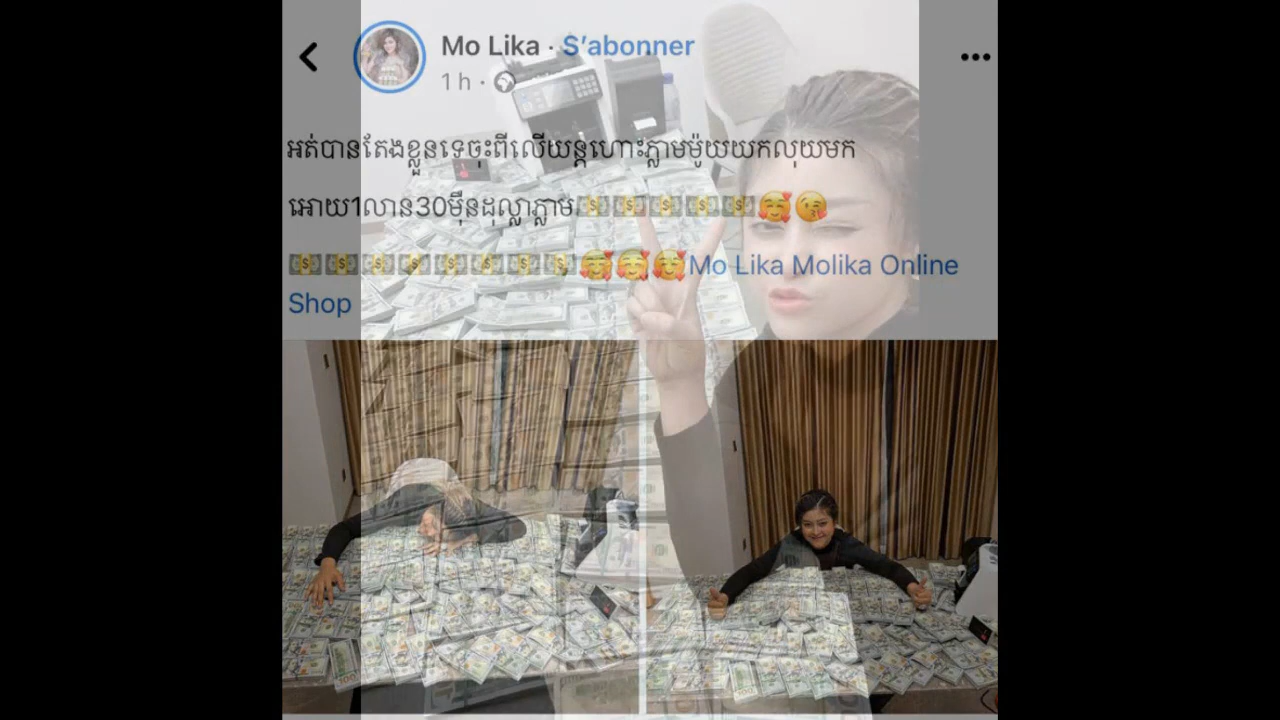 Mo Lika · S'abonner
1 h ·
អត់បានតែងខ្លួនទេចុះពីលើយន្តហោះភ្លាមម៉ូយយកលុយមក
អោយ1លាន30ម៉ឺនដុល្លាភ្លាម💵💵💵💵💵🥰😘
💵💵💵💵💵💵💵💵🥰🥰🥰Mo Lika Molika Online
Shop